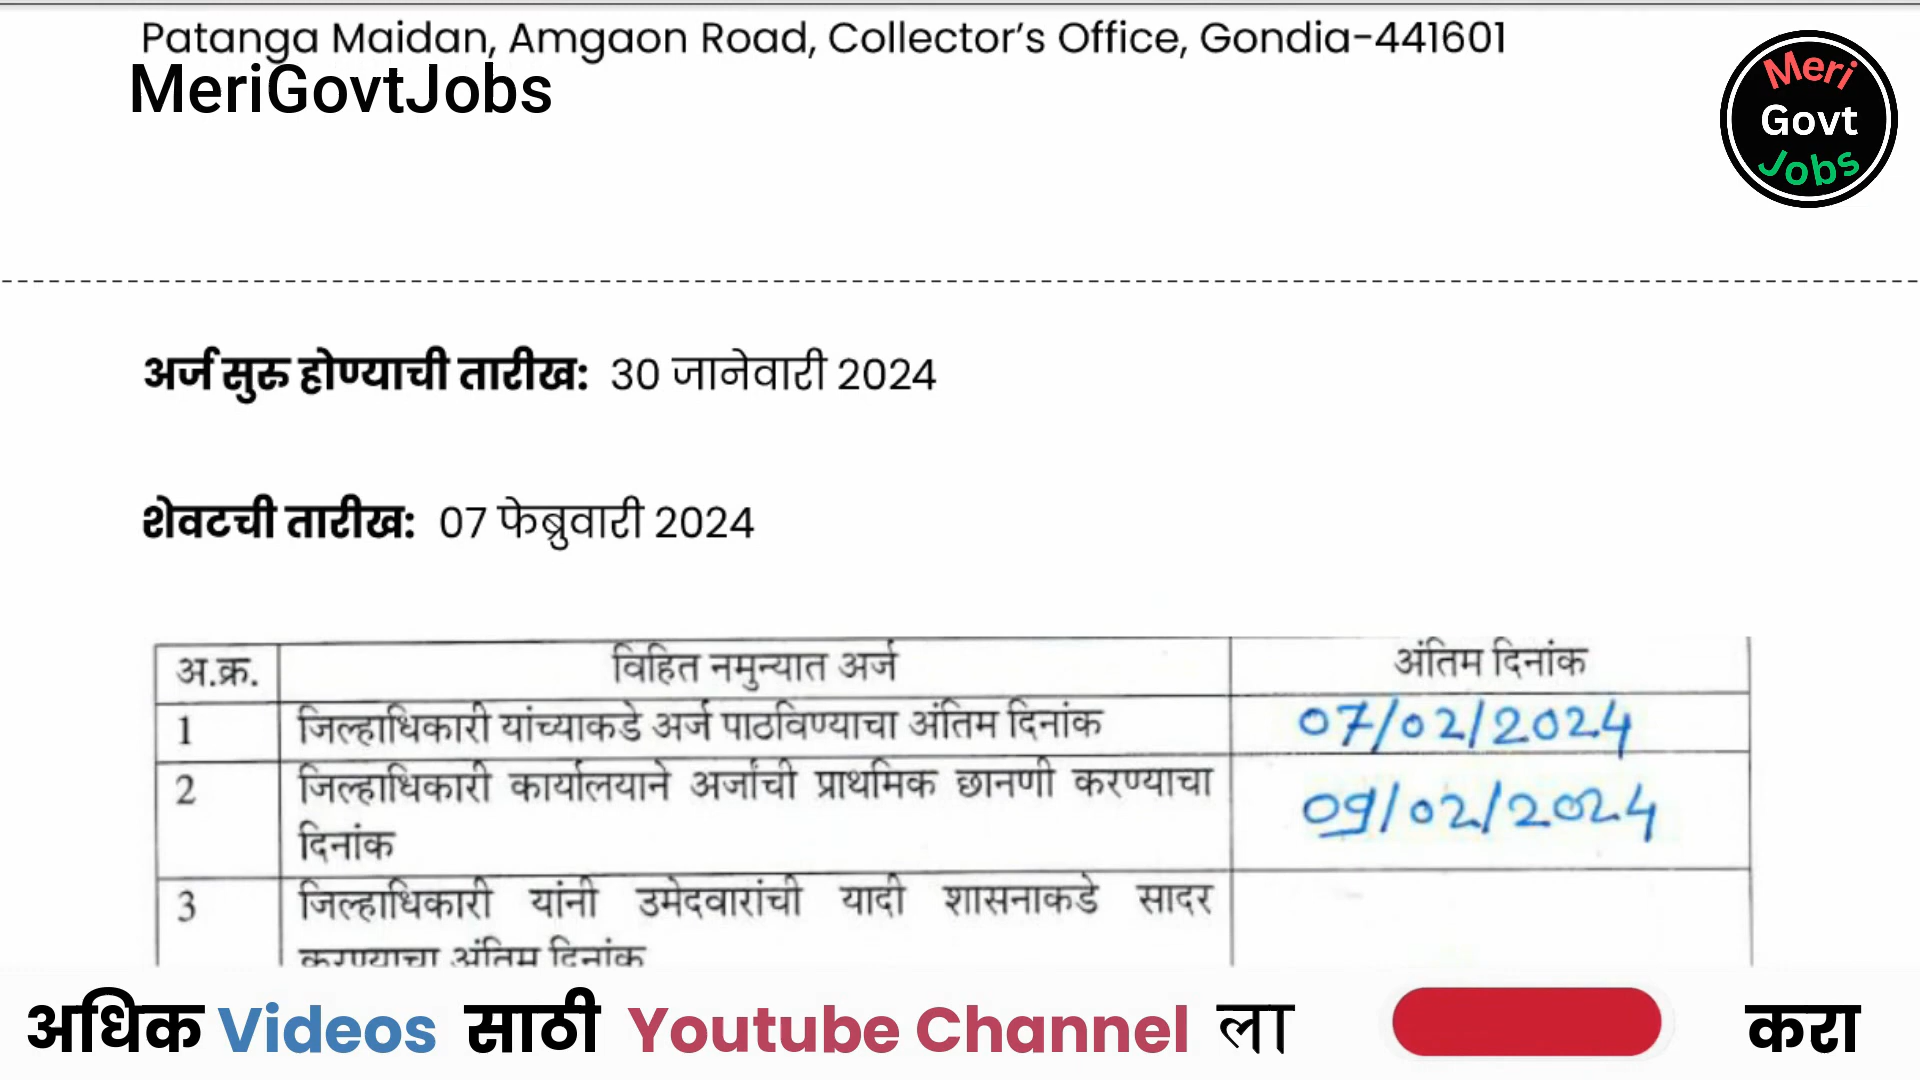 Patanga Maidan, Amgaon Road, Collector's Office, Gondia-441601
MeriGovtJobs
Meri
Govt
Jobs
अर्ज सुरु होण्याची तारीख: 30 जानेवारी 2024
शेवटची तारीख: 07 फेब्रुवारी 2024
अ.क्र. विहित नमुन्यात अर्ज अंतिम दिनांक
1 जिल्हाधिकारी यांच्याकडे अर्ज पाठविण्याचा अंतिम दिनांक 07/02/2024
2 जिल्हाधिकारी कार्यालयाने अर्जाची प्राथमिक छानणी करण्याचा 09/02/2024
दिनांक
3 जिल्हाधिकारी यांनी उमेदवारांची यादी शासनाकडे सादर
करण्याचा अंतिम दिनांक
अधिक Videos साठी Youtube Channel ला करा